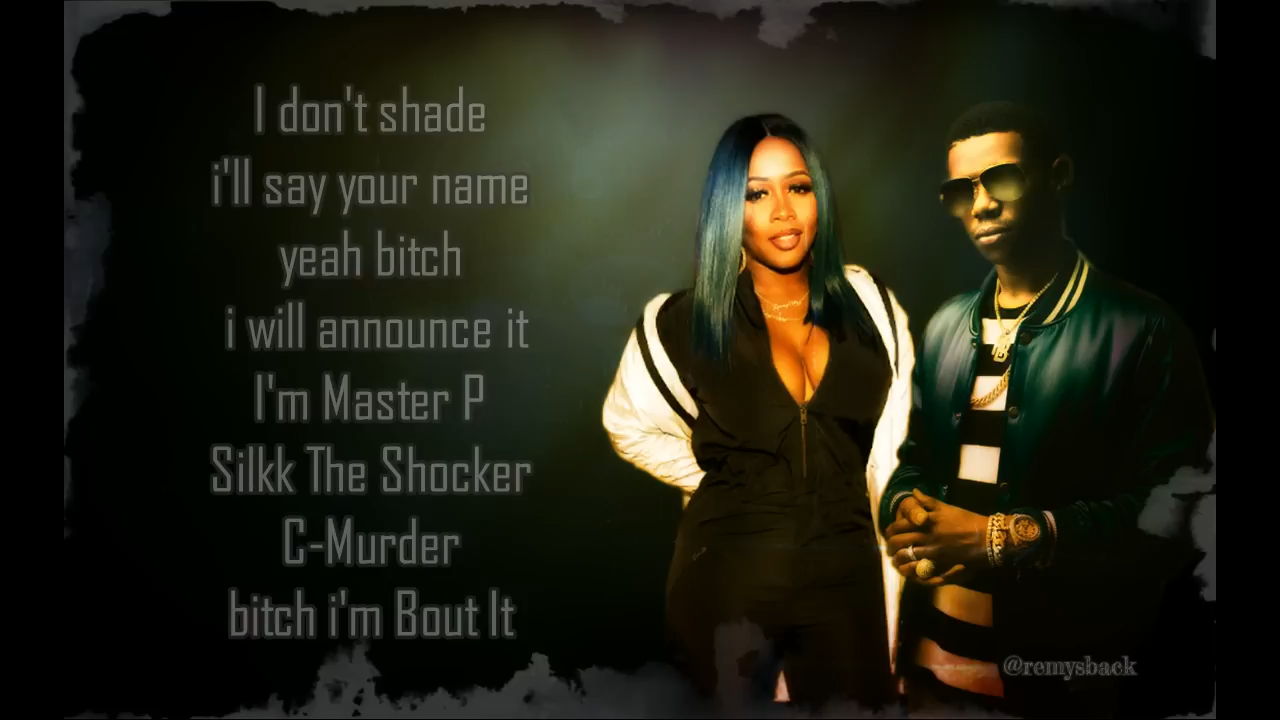 I don't shade
i'll say your name
yeah bitch
i will announce it
I'm Master P
Silkk The Shocker
C-Murder
bitch i'm Bout It
@remysback